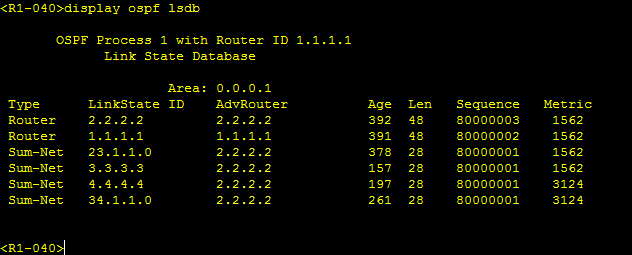 <R1-040>display ospf lsdb
OSPF Process 1 with Router ID 1.1.1.1
Link State Database
Area: 0.0.0.1
Type LinkState ID AdvRouter Age Len Sequence Metric
Router 2.2.2.2 2.2.2.2 392 48 80000003 1562
Router 1.1.1.1 1.1.1.1 391 48 80000002 1562
Sum-Net 23.1.1.0 2.2.2.2 378 28 80000001 1562
Sum-Net 3.3.3.3 2.2.2.2 157 28 80000001 1562
Sum-Net 4.4.4.4 2.2.2.2 197 28 80000001 3124
Sum-Net 34.1.1.0 2.2.2.2 261 28 80000001 3124
<R1-040>